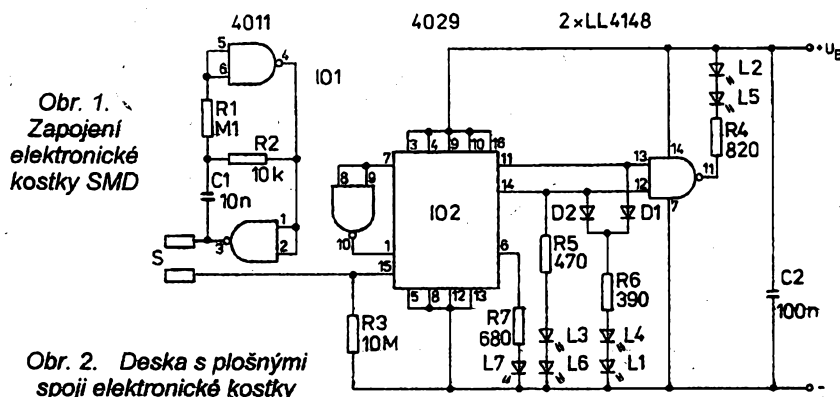 4011
4029
2×LL4148
Obr. 1.
Zapojení
elektronické
kostky SMD
5
6
4
IO1
R1
M1
R2
10k
C1
10n
3
1
2
S
R3
10M
7
8
9
10
1
15
3
4
9
10
16
IO2
5
8
12
13
11
14
6
R7
680
L7
R5
470
L3
L6
D2
D1
R6
390
L4
L1
13
12
14
11
7
L2
L5
R4
820
C2
100n
+U_B
-
Obr. 2. Deska s plošnými
spoji elektronické kostky